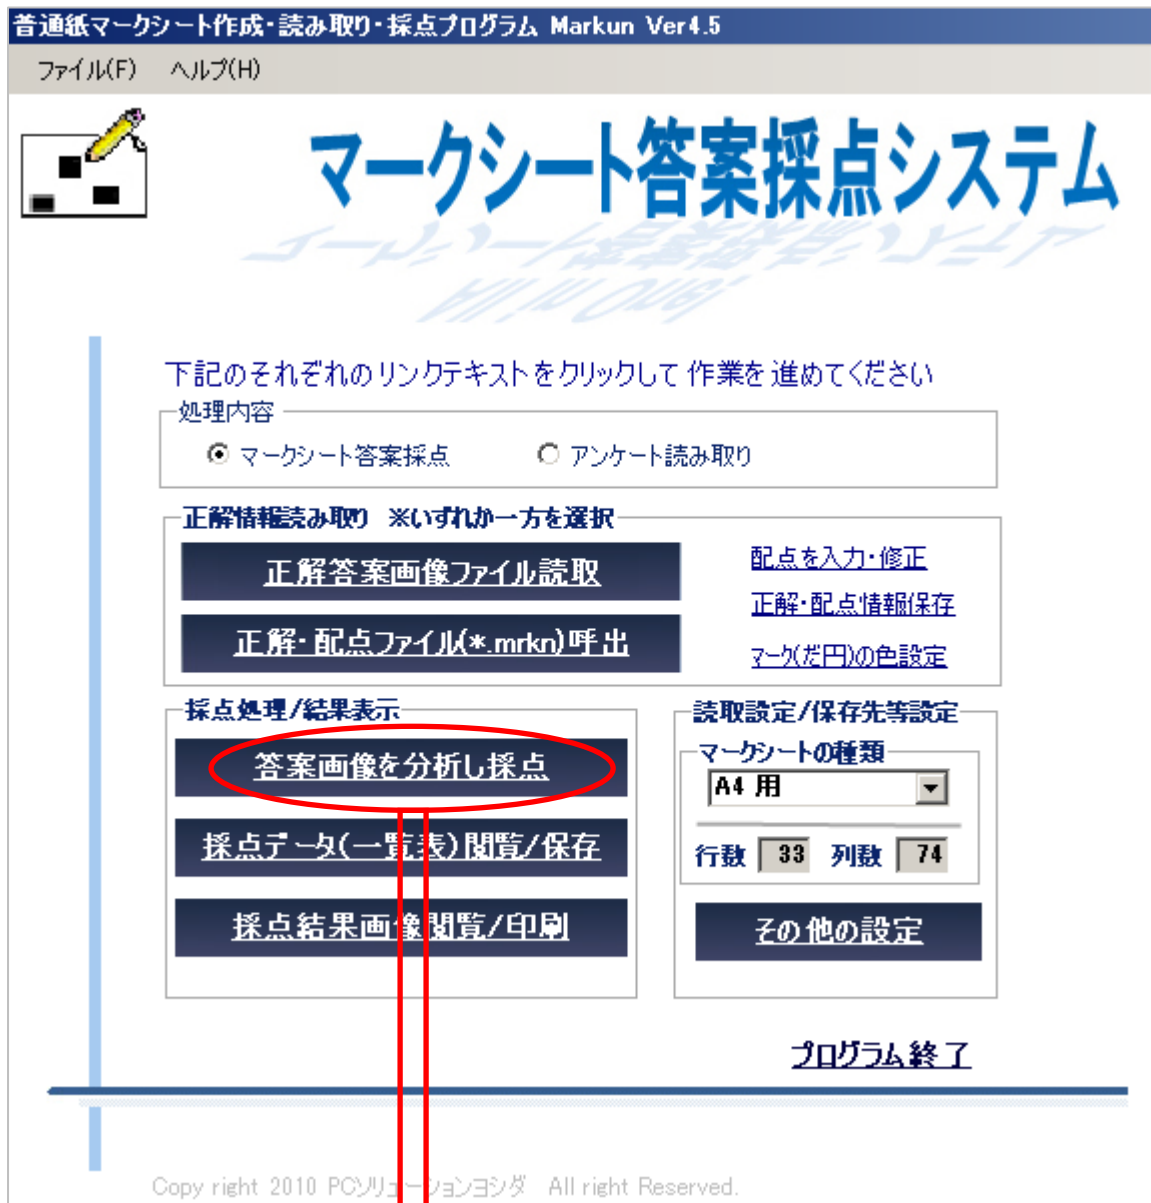 普通紙マークシート作成・読み取り・採点プログラム Markun Ver4.5
ファイル(F) ヘルプ(H)
マークシート答案採点システム
下記のそれぞれのリンクテキストをクリックして作業を進めてください
処理内容
マークシート答案採点 アンケート読み取り
正解情報読み取り ※いずれか一方を選択
正解答案画像ファイル読取
配点を入力・修正
正解・配点情報保存
正解・配点ファイル(*.mrkn)呼出
マーク(だ円)の色設定
採点処理/結果表示
答案画像を分析し採点
採点データ(一覧表)閲覧/保存
採点結果画像閲覧/印刷
読取設定/保存先等設定
マークシートの種類
A4 用
行数 33 列数 74
その他の設定
プログラム終了
Copy right 2010 PCソリューションヨシダ All right Reserved.